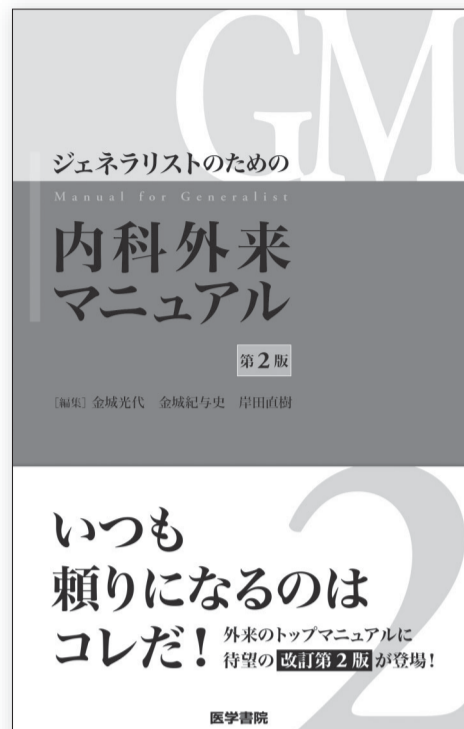 GM
ジェネラリストのための
Manual for Generalist
内科外来
マニュアル
第2版
［編集］金城光代　金城紀与史　岸田直樹
2
いつも
頼りになるのは
コレだ！
外来のトップマニュアルに
待望の改訂第2版が登場！
医学書院